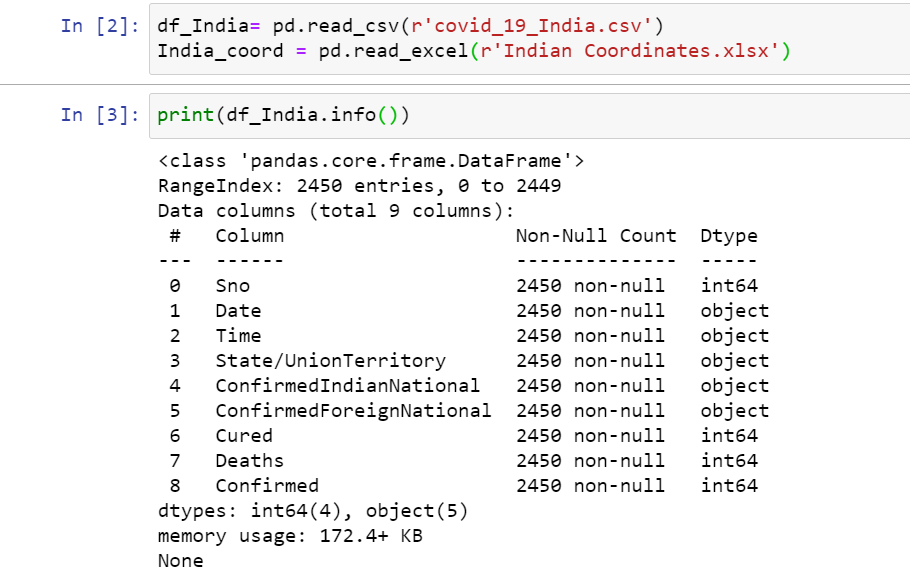 In [2]: df_India= pd.read_csv(r'covid_19_India.csv')
India_coord = pd.read_excel(r'Indian Coordinates.xlsx')
In [3]: print(df_India.info())
<class 'pandas.core.frame.DataFrame'>
RangeIndex: 2450 entries, 0 to 2449
Data columns (total 9 columns):
 #   Column                    Non-Null Count  Dtype
---  ------                    --------------  -----
 0   Sno                       2450 non-null   int64
 1   Date                      2450 non-null   object
 2   Time                      2450 non-null   object
 3   State/UnionTerritory      2450 non-null   object
 4   ConfirmedIndianNational   2450 non-null   object
 5   ConfirmedForeignNational  2450 non-null   object
 6   Cured                     2450 non-null   int64
 7   Deaths                    2450 non-null   int64
 8   Confirmed                 2450 non-null   int64
dtypes: int64(4), object(5)
memory usage: 172.4+ KB
None